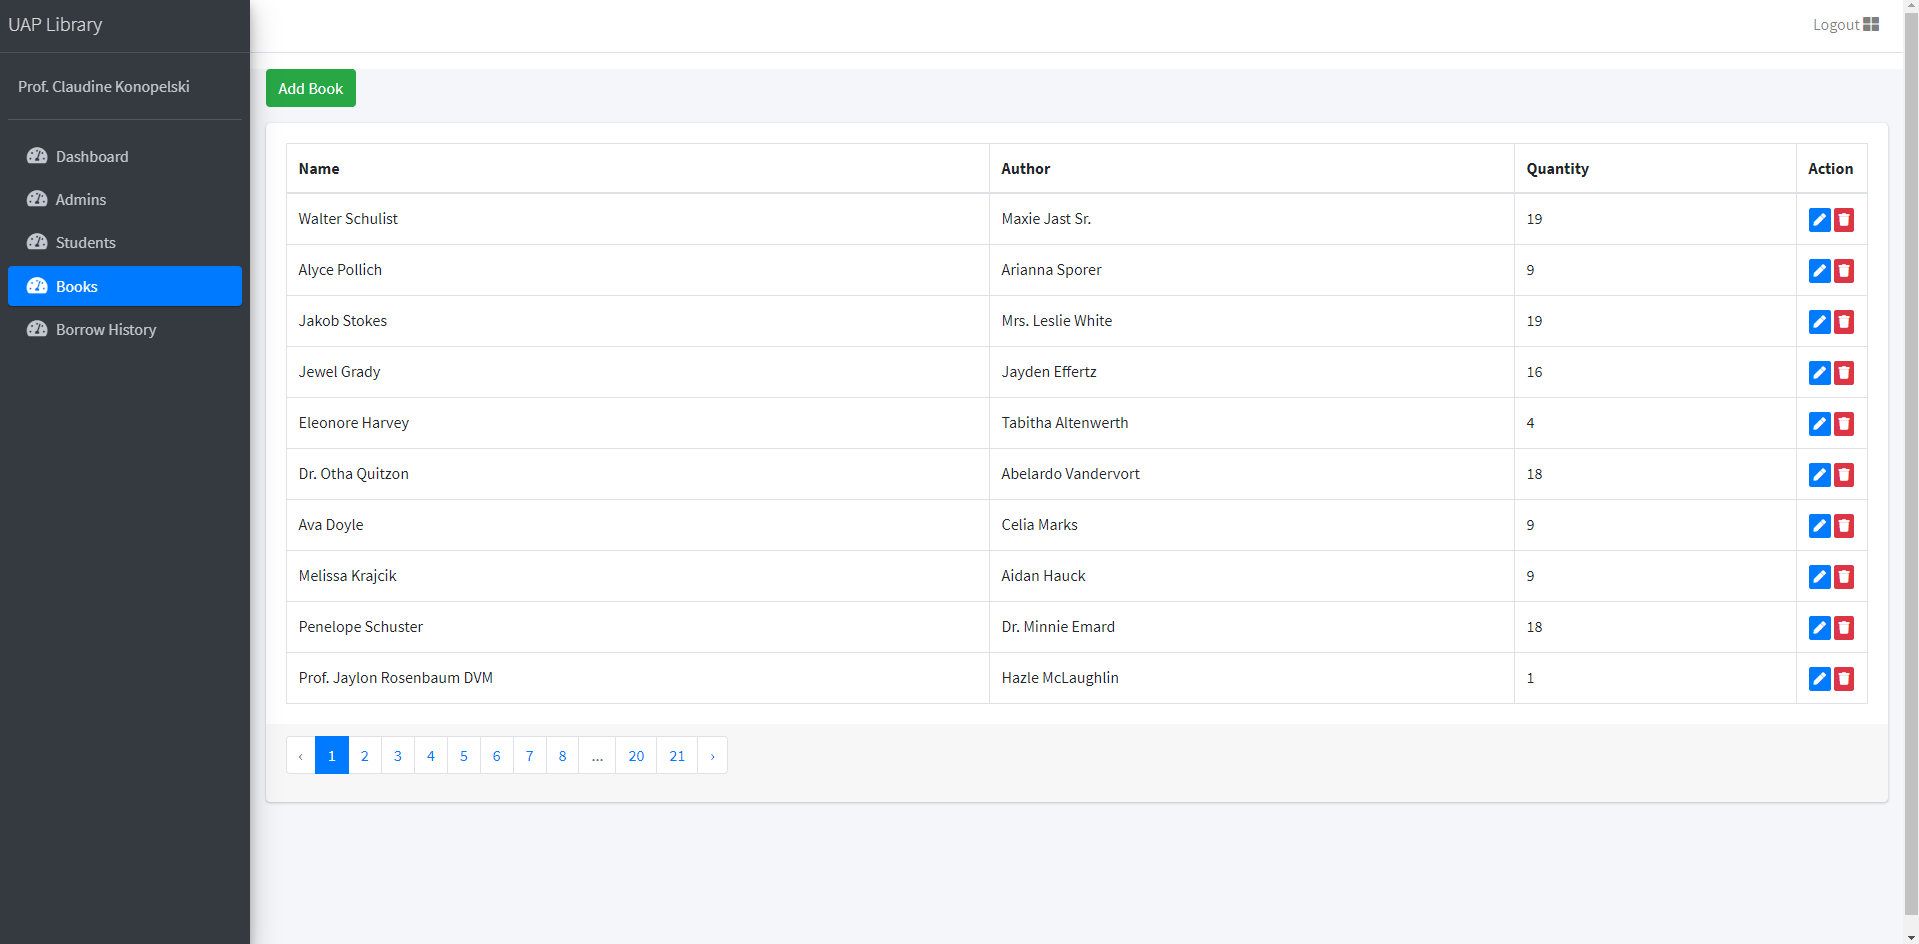 UAP Library
Logout
Prof. Claudine Konopelski
Dashboard
Admins
Students
Books
Borrow History
Add Book
Name Author Quantity Action
Walter Schulist Maxie Jast Sr. 19
Alyce Pollich Arianna Sporer 9
Jakob Stokes Mrs. Leslie White 19
Jewel Grady Jayden Effertz 16
Eleonore Harvey Tabitha Altenwerth 4
Dr. Otha Quitzon Abelardo Vandervort 18
Ava Doyle Celia Marks 9
Melissa Krajcik Aidan Hauck 9
Penelope Schuster Dr. Minnie Emard 18
Prof. Jaylon Rosenbaum DVM Hazle McLaughlin 1
‹ 1 2 3 4 5 6 7 8 ... 20 21 ›